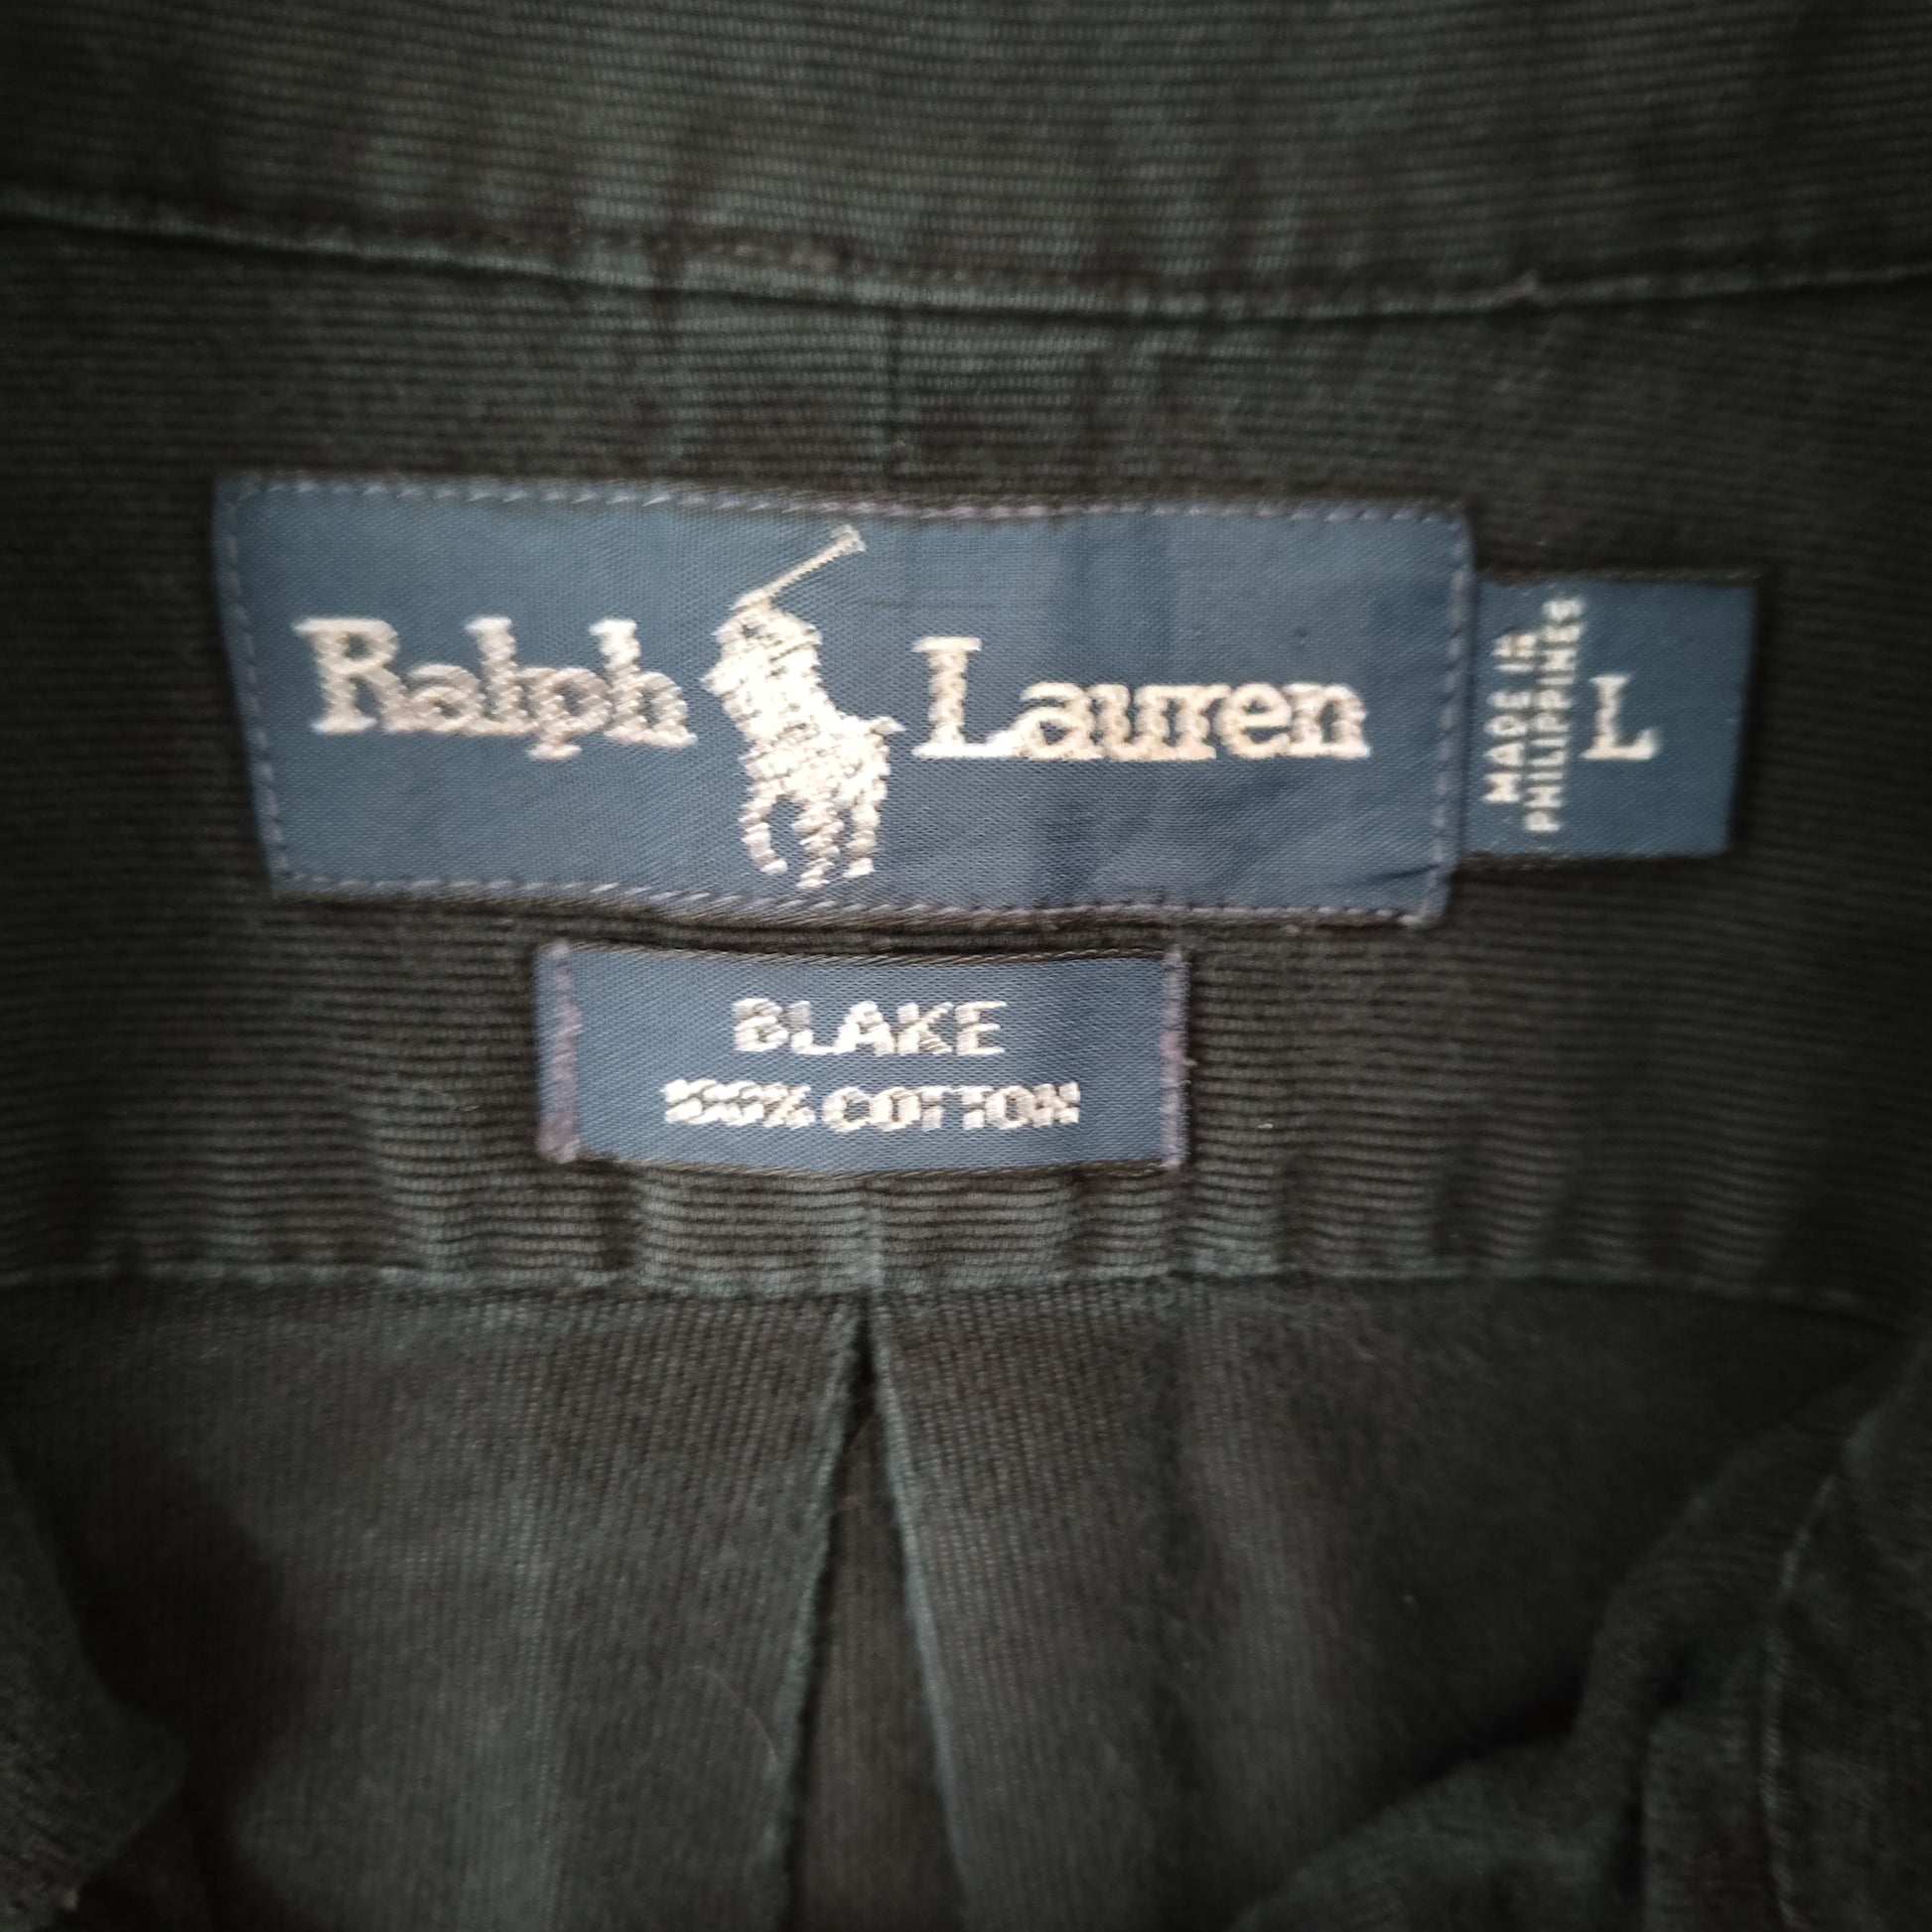 Ralph Lauren
MADE IN
PHILIPPINES
L
BLAKE
100% COTTON